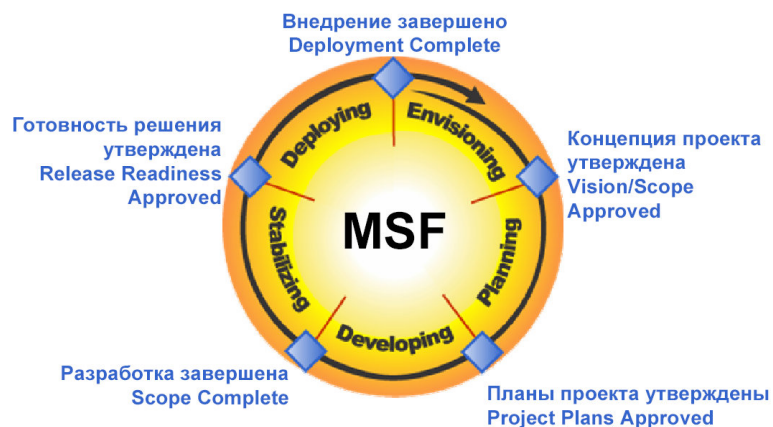 Внедрение завершено
Deployment Complete
Готовность решения
утверждена
Release Readiness
Approved
Deploying
Envisioning
Концепция проекта
утверждена
Vision/Scope
Approved
MSF
Stabilizing
Planning
Developing
Разработка завершена
Scope Complete
Планы проекта утверждены
Project Plans Approved